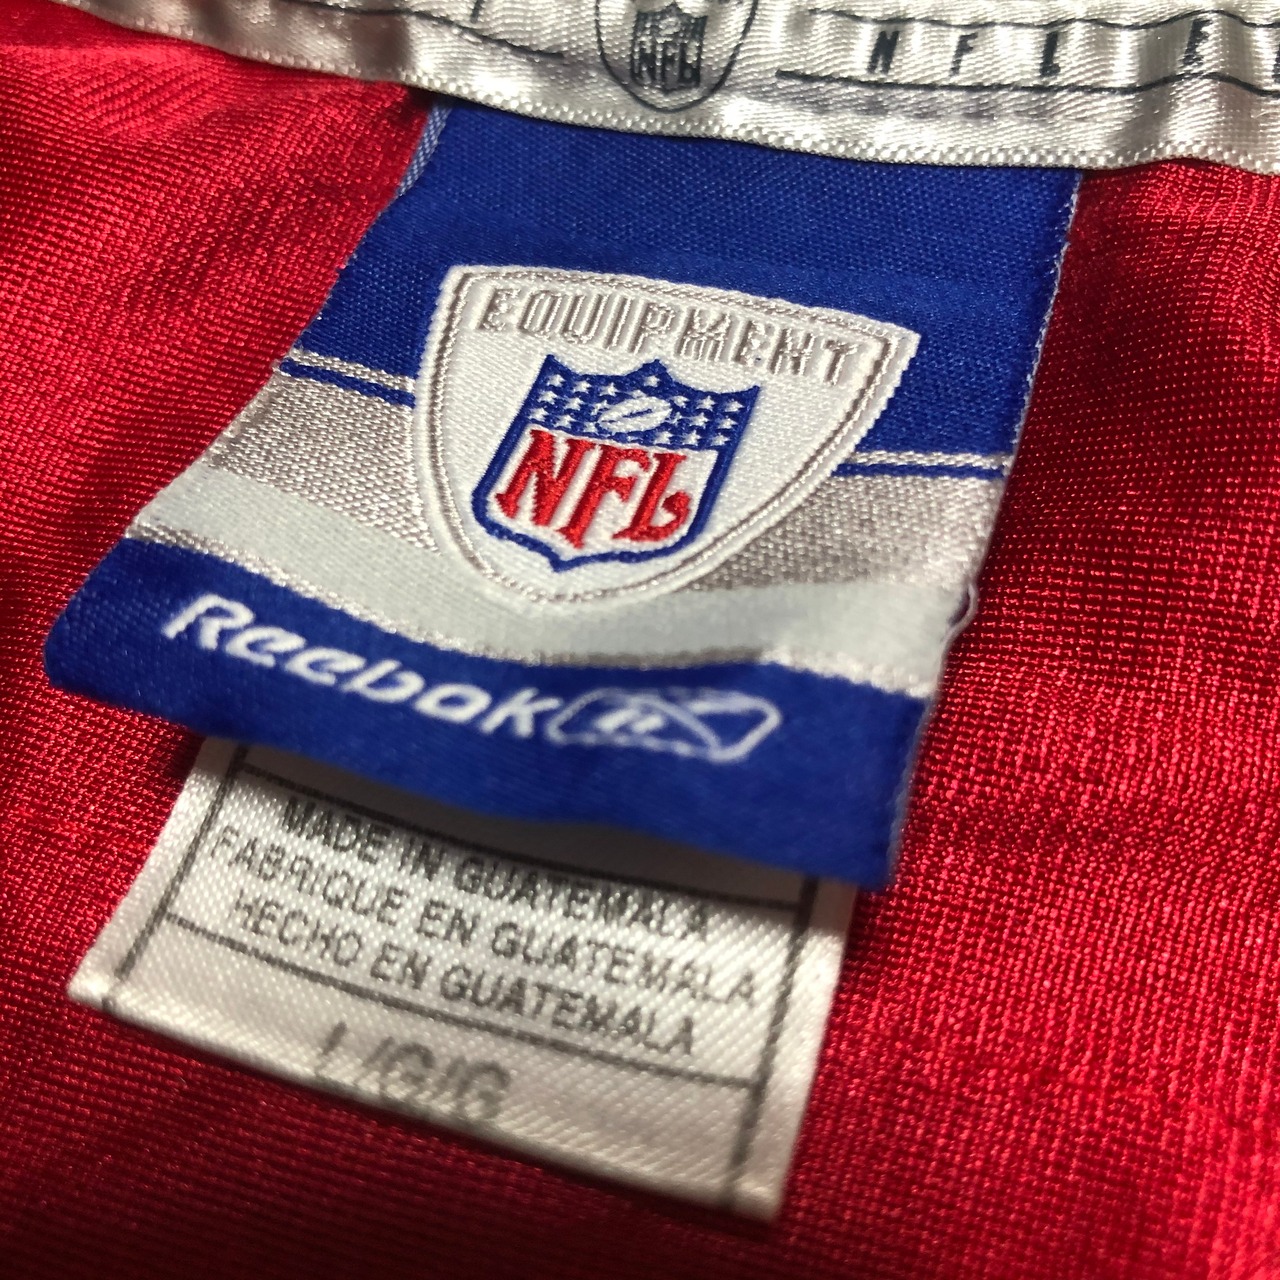 NFL
N F L E
EQUIPMENT
NFL
Reebok
MADE IN GUATEMALA
FABRIQUE EN GUATEMALA
HECHO EN GUATEMALA
L/G/G